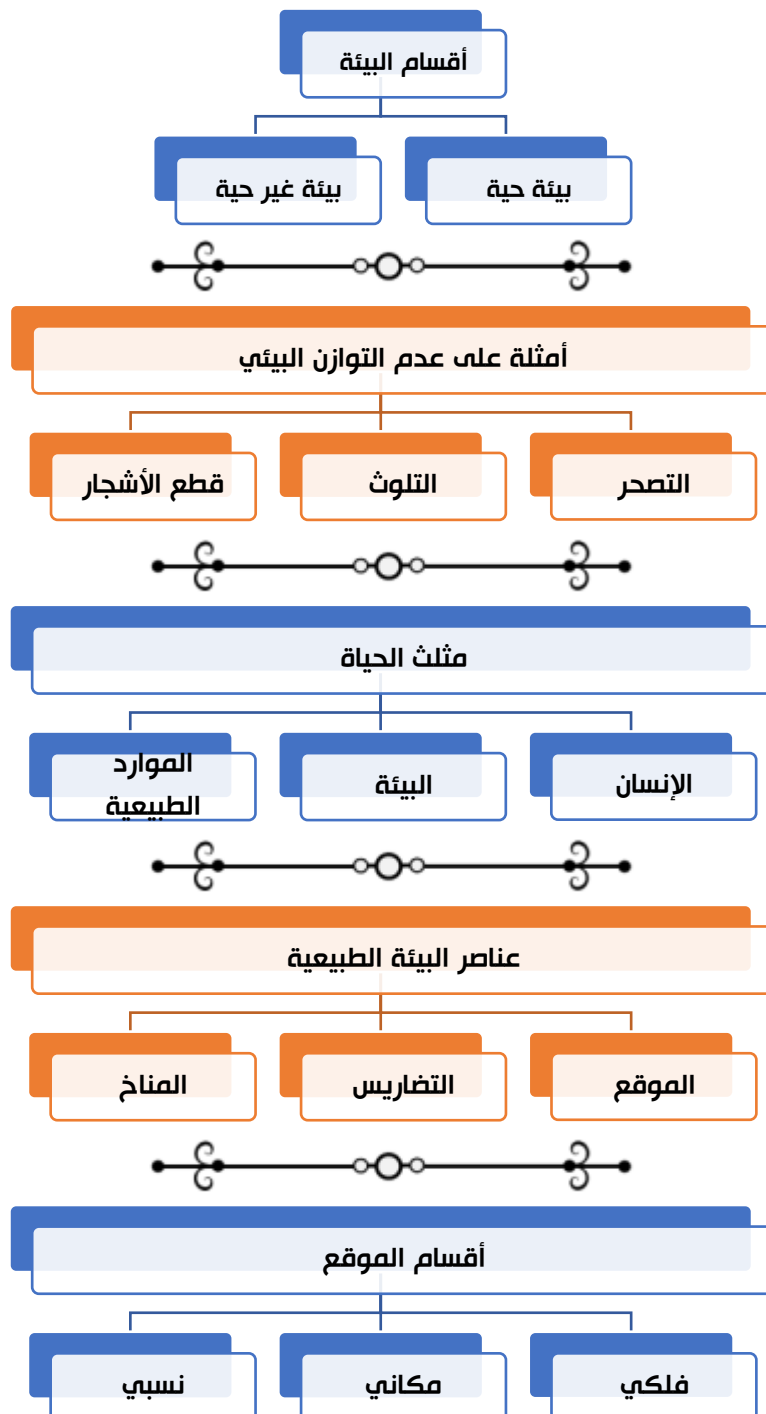 أقسام البيئة
بيئة حية
بيئة غير حية
أمثلة على عدم التوازن البيئي
التصحر
التلوث
قطع الأشجار
مثلث الحياة
الإنسان
البيئة
الموارد
الطبيعية
عناصر البيئة الطبيعية
الموقع
التضاريس
المناخ
أقسام الموقع
فلكي
مكاني
نسبي